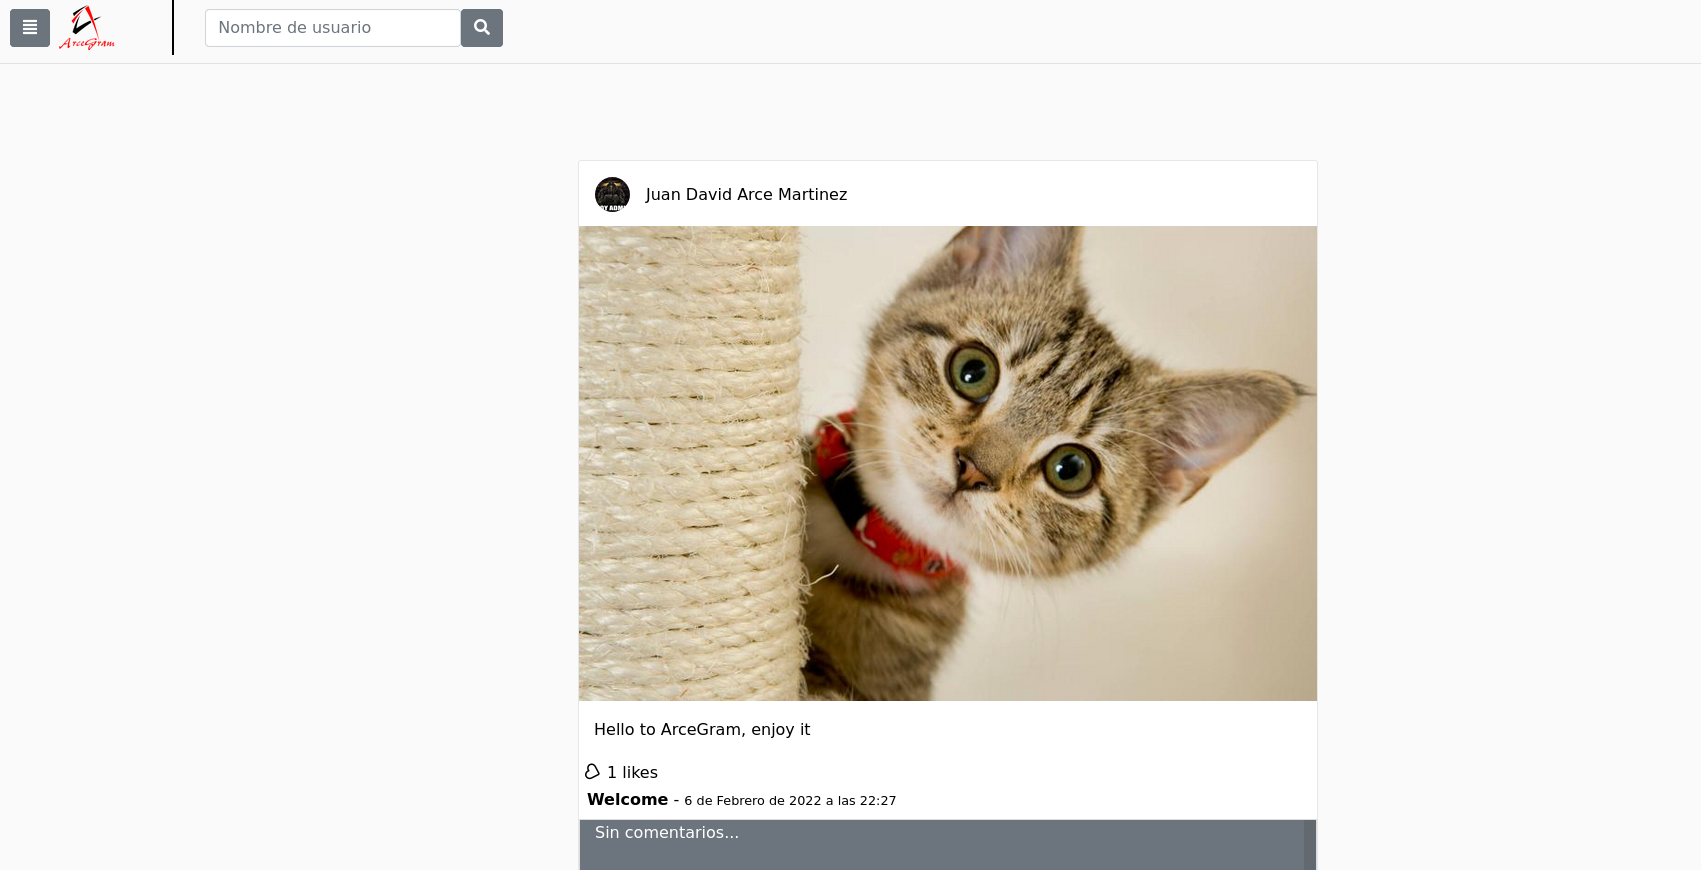 ArceGram
Nombre de usuario
Juan David Arce Martinez
Hello to ArceGram, enjoy it
1 likes
Welcome - 6 de Febrero de 2022 a las 22:27
Sin comentarios...